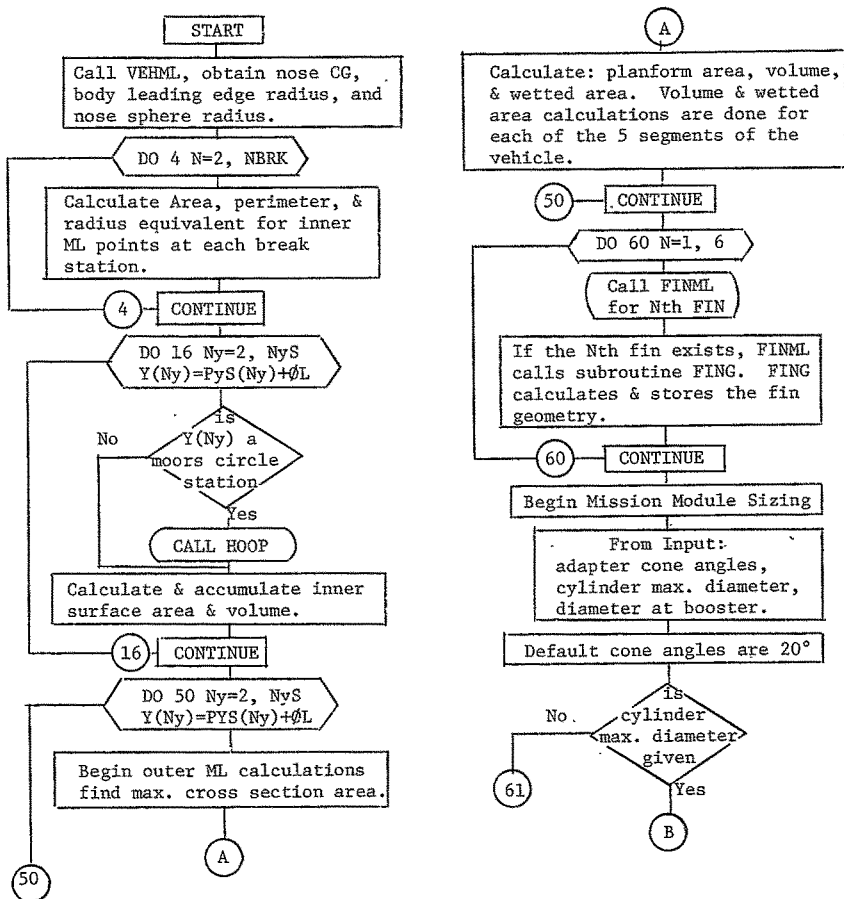 START
Call VEHML, obtain nose CG,
body leading edge radius, and
nose sphere radius.
DO 4 N=2, NBRK
Calculate Area, perimeter, &
radius equivalent for inner
ML points at each break
station.
4
CONTINUE
DO 16 Ny=2, NyS
Y(Ny)=PyS(Ny)+ØL
is
Y(Ny) a
moors circle
station
No
Yes
CALL HOOP
Calculate & accumulate inner
surface area & volume.
16
CONTINUE
DO 50 Ny=2, NyS
Y(Ny)=PYS(Ny)+ØL
Begin outer ML calculations
find max. cross section area.
A
50
A
Calculate: planform area, volume,
& wetted area. Volume & wetted
area calculations are done for
each of the 5 segments of the
vehicle.
50
CONTINUE
DO 60 N=1, 6
Call FINML
for Nth FIN
If the Nth fin exists, FINML
calls subroutine FING. FING
calculates & stores the fin
geometry.
60
CONTINUE
Begin Mission Module Sizing
From Input:
adapter cone angles,
cylinder max. diameter,
diameter at booster.
Default cone angles are 20°
is
cylinder
max. diameter
given
No
61
Yes
B